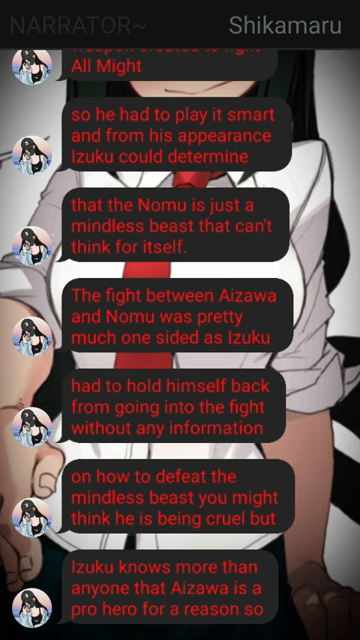 NARRATOR~
Shikamaru
weapon created to fight
All Might
so he had to play it smart
and from his appearance
Izuku could determine
that the Nomu is just a
mindless beast that can't
think for itself.
The fight between Aizawa
and Nomu was pretty
much one sided as Izuku
had to hold himself back
from going into the fight
without any information
on how to defeat the
mindless beast you might
think he is being cruel but
Izuku knows more than
anyone that Aizawa is a
pro hero for a reason so